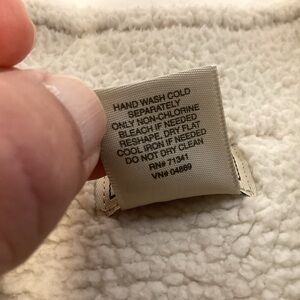 HAND WASH COLD
SEPARATELY
ONLY NON-CHLORINE
BLEACH IF NEEDED
RESHAPE, DRY FLAT
COOL IRON IF NEEDED
DO NOT DRY CLEAN
RN# 71341
VN# 04869